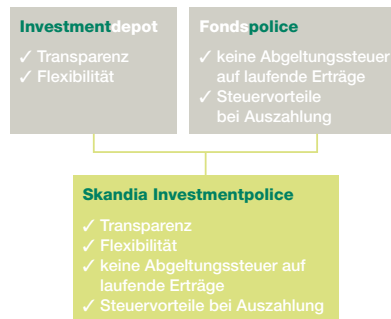 Investmentdepot
✓ Transparenz
✓ Flexibilität
Fondspolice
✓ keine Abgeltungssteuer
auf laufende Erträge
✓ Steuervorteile
bei Auszahlung
Skandia Investmentpolice
✓ Transparenz
✓ Flexibilität
✓ keine Abgeltungssteuer auf
laufende Erträge
✓ Steuervorteile bei Auszahlung